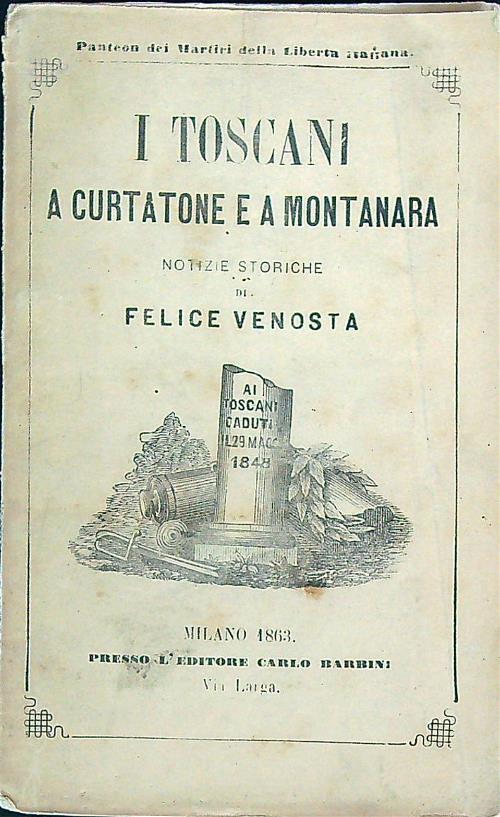 Panteon dei Martiri della Liberta Italiana.
I TOSCANI
A CURTATONE E A MONTANARA
NOTIZIE STORICHE
DI
FELICE VENOSTA
AI
TOSCANI
CADUTI
IL 29 MAGG
1848
MILANO 1863.
PRESSO L'EDITORE CARLO BARBINI
Via Larga.